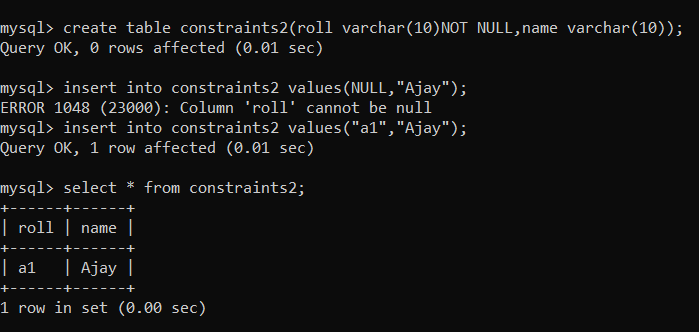 mysql> create table constraints2(roll varchar(10)NOT NULL,name varchar(10));
Query OK, 0 rows affected (0.01 sec)
mysql> insert into constraints2 values(NULL,"Ajay");
ERROR 1048 (23000): Column 'roll' cannot be null
mysql> insert into constraints2 values("a1","Ajay");
Query OK, 1 row affected (0.01 sec)
mysql> select * from constraints2;
+------+------+
| roll | name |
+------+------+
| a1   | Ajay |
+------+------+
1 row in set (0.00 sec)